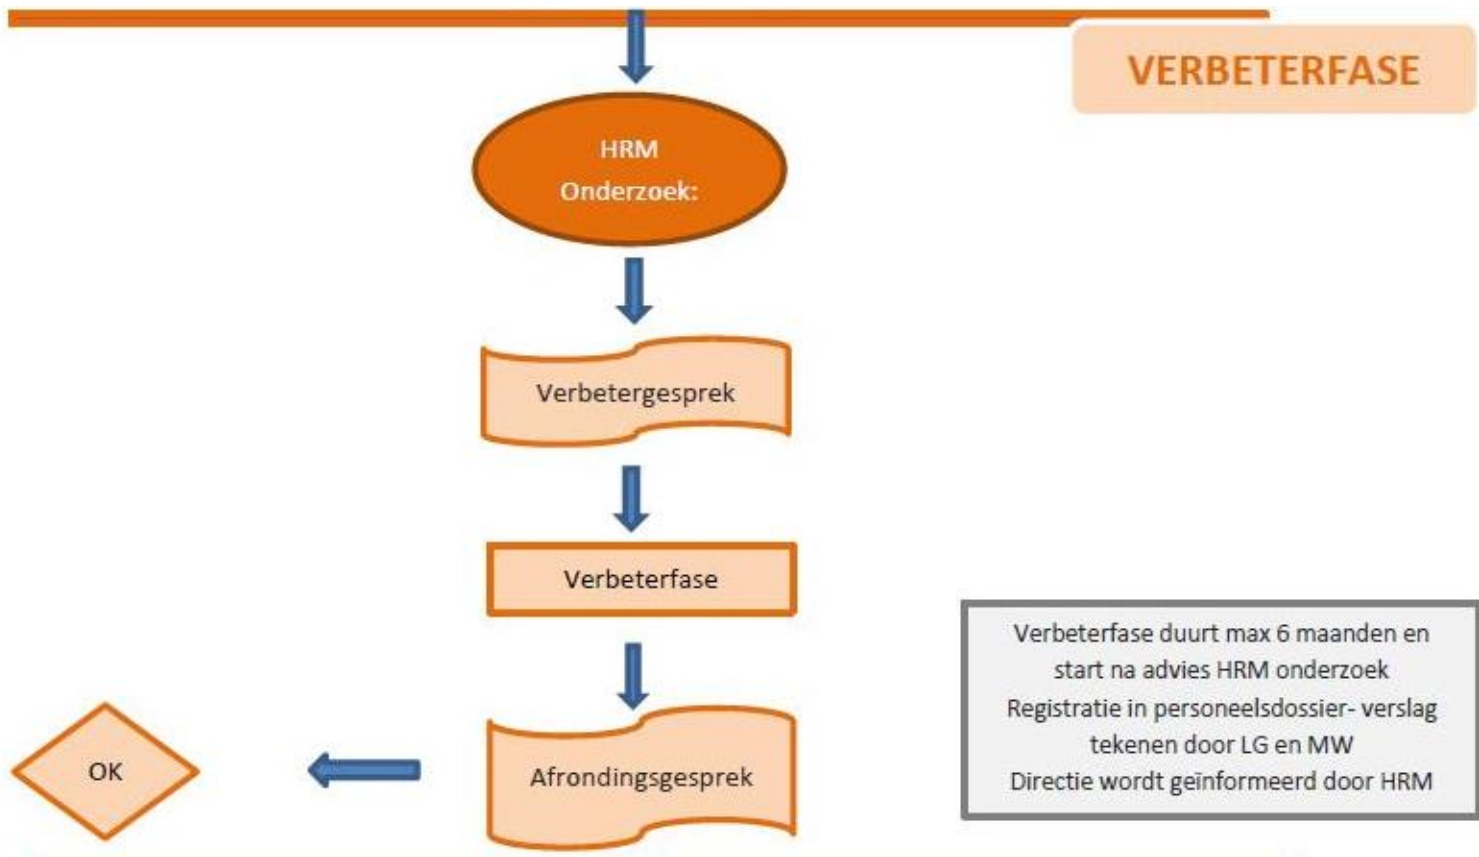 VERBETERFASE
HRM
Onderzoek:
Verbetergesprek
Verbeterfase
Verbeterfase duurt max 6 maanden en
start na advies HRM onderzoek
Registratie in personeelsdossier- verslag
tekenen door LG en MW
Directie wordt geïnformeerd door HRM
OK
Afrondingsgesprek